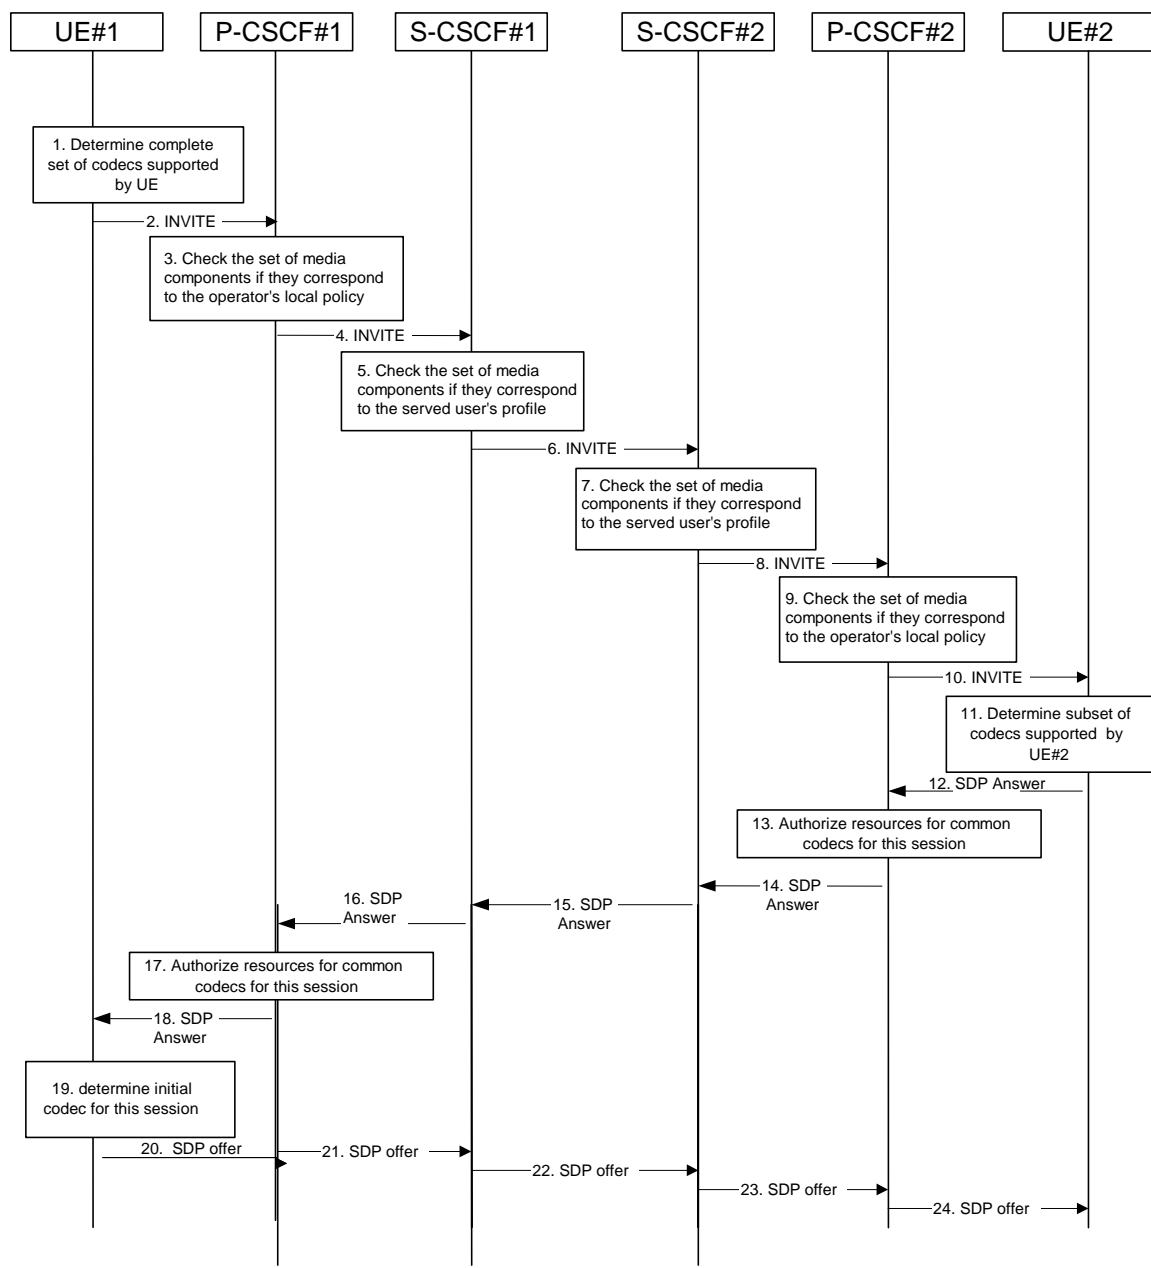 UE#1
P-CSCF#1
S-CSCF#1
S-CSCF#2
P-CSCF#2
UE#2
1. Determine complete
set of codecs supported
by UE
2. INVITE
3. Check the set of media
components if they correspond
to the operator's local policy
4. INVITE
5. Check the set of media
components if they correspond
to the served user's profile
6. INVITE
7. Check the set of media
components if they correspond
to the served user's profile
8. INVITE
9. Check the set of media
components if they correspond
to the operator's local policy
10. INVITE
11. Determine subset of
codecs supported by
UE#2
12. SDP Answer
13. Authorize resources for common
codecs for this session
14. SDP
Answer
15. SDP
Answer
16. SDP
Answer
17. Authorize resources for common
codecs for this session
18. SDP
Answer
19. determine initial
codec for this session
20. SDP offer
21. SDP offer
22. SDP offer
23. SDP offer
24. SDP offer